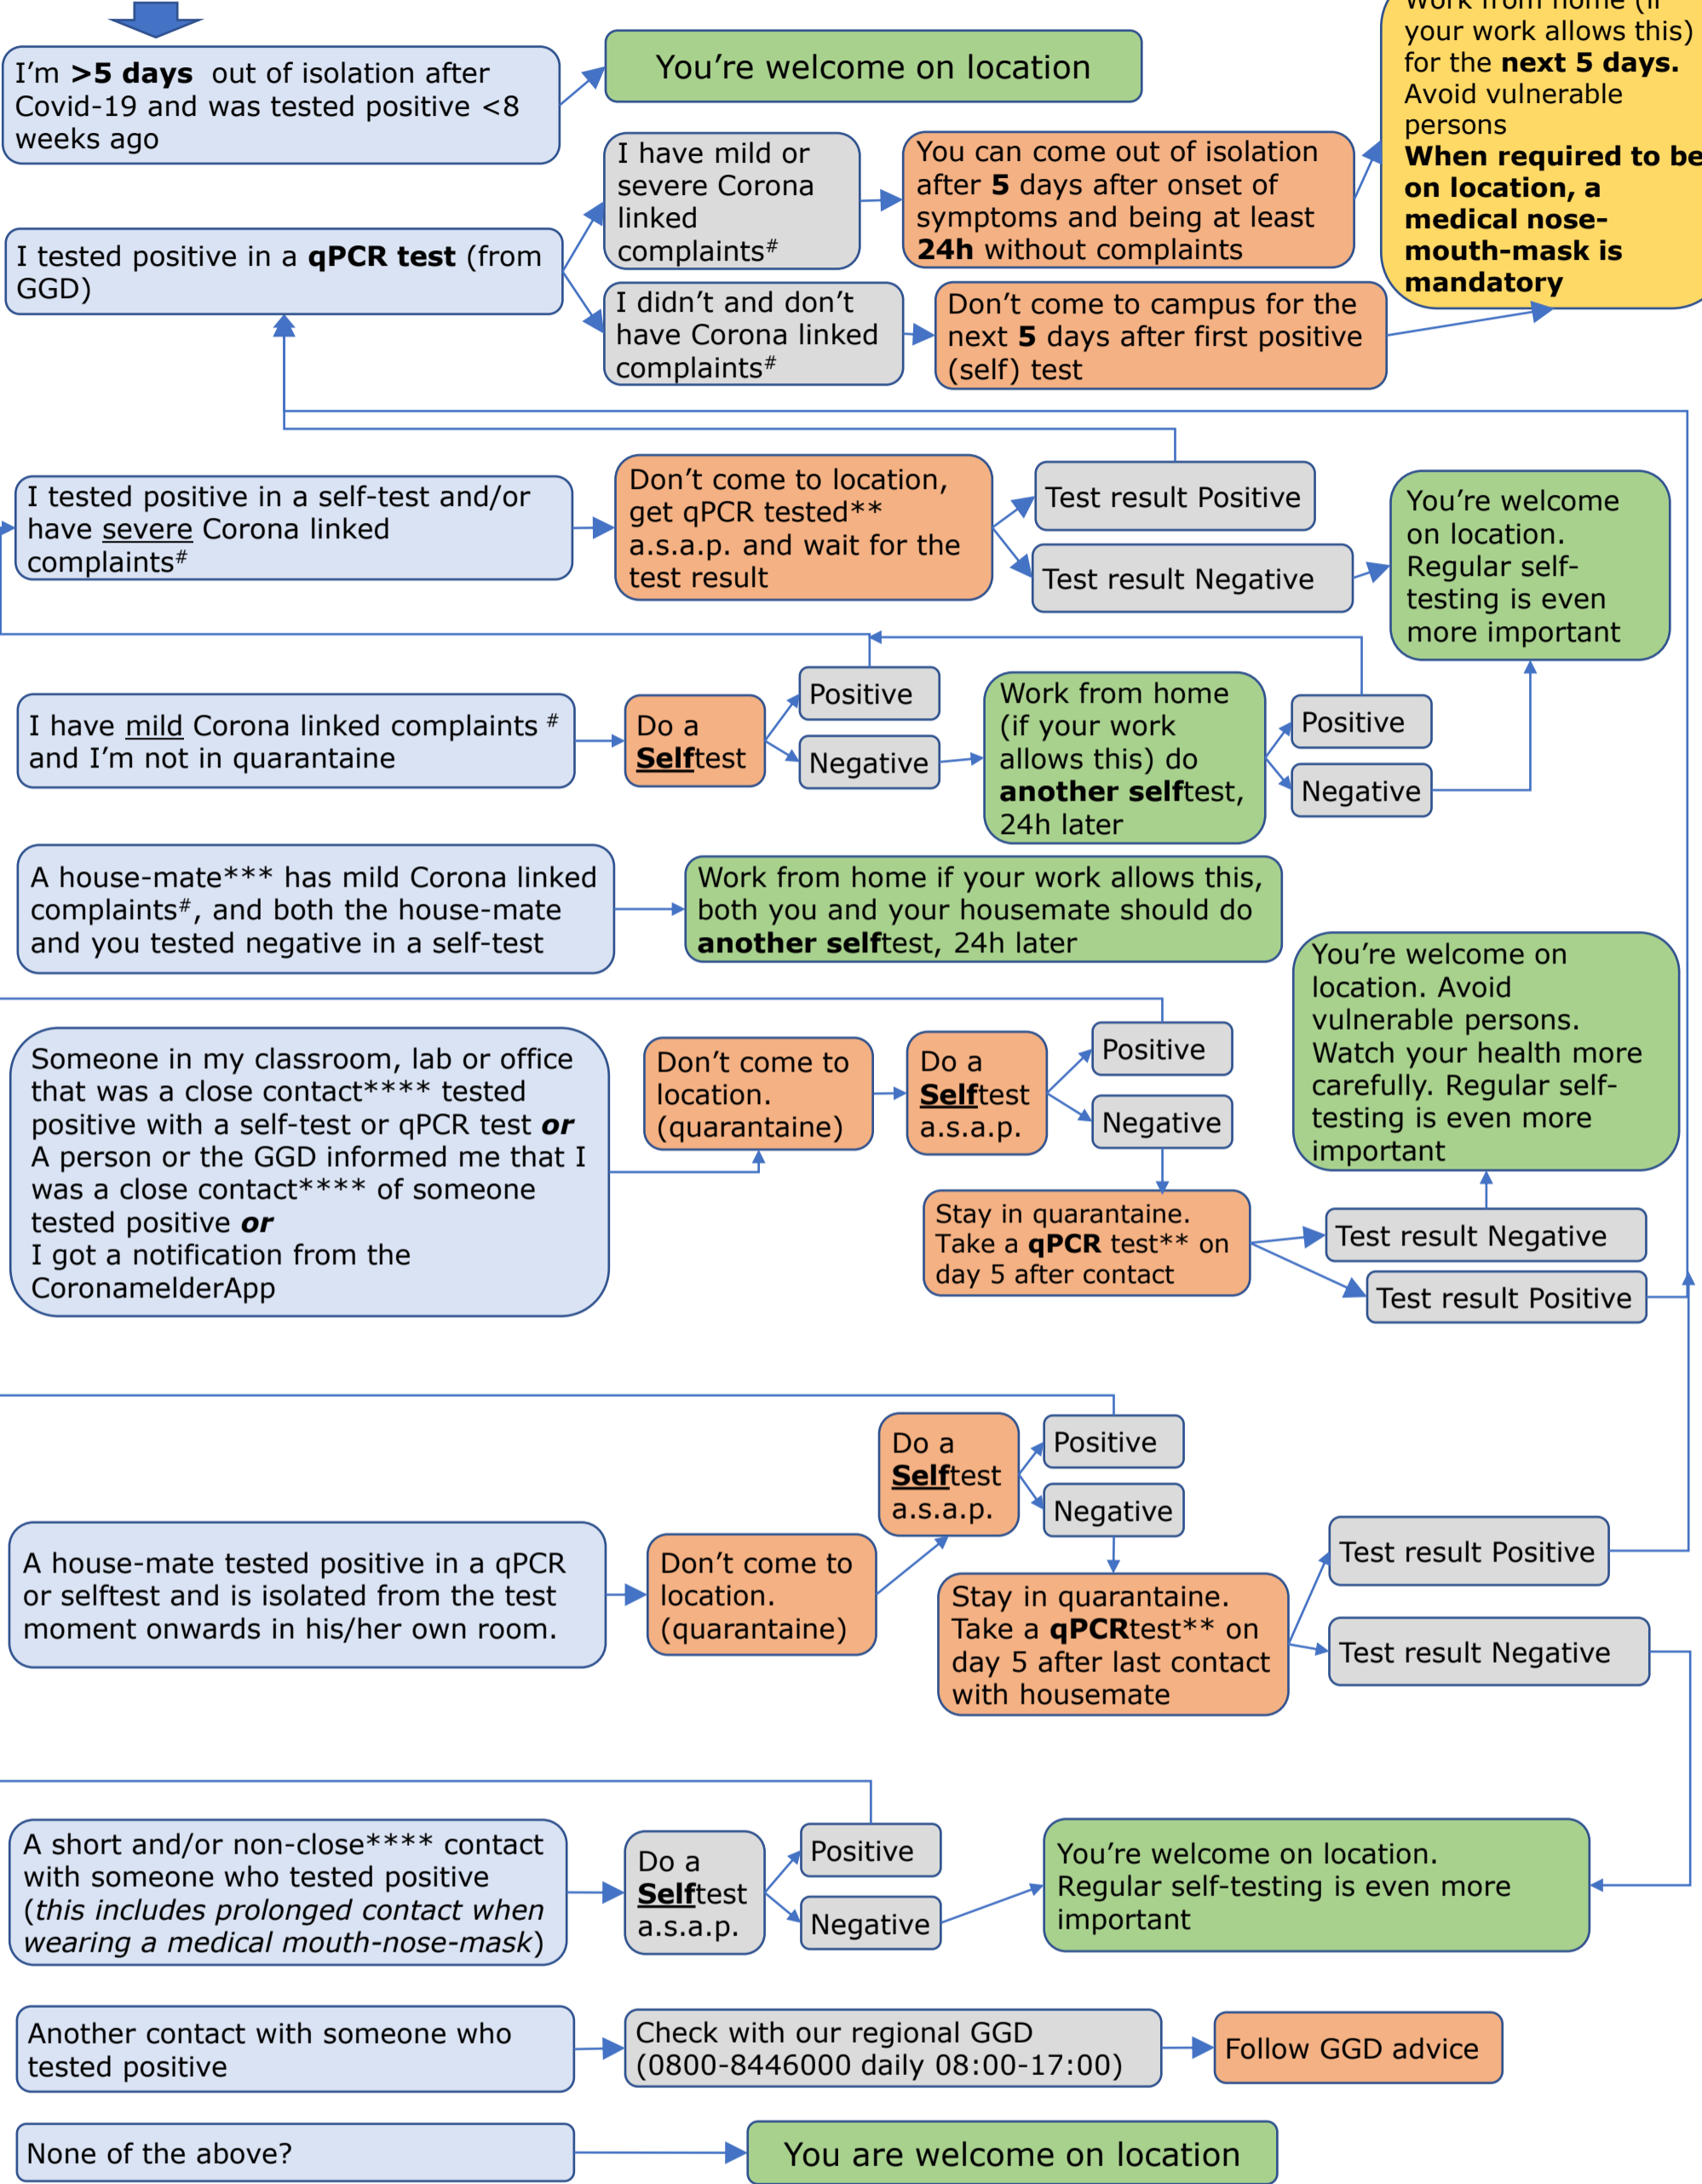 I'm >5 days out of isolation after
Covid-19 and was tested positive <8
weeks ago
You're welcome on location
Work from home (if
your work allows this)
for the next 5 days.
Avoid vulnerable
persons
When required to be
on location, a
medical nose-
mouth-mask is
mandatory
I tested positive in a qPCR test (from
GGD)
I have mild or
severe Corona
linked
complaints#
You can come out of isolation
after 5 days after onset of
symptoms and being at least
24h without complaints
I didn't and don't
have Corona linked
complaints#
Don't come to campus for the
next 5 days after first positive
(self) test
I tested positive in a self-test and/or
have severe Corona linked
complaints#
Don't come to location,
get qPCR tested**
a.s.a.p. and wait for the
test result
Test result Positive
Test result Negative
You're welcome
on location.
Regular self-
testing is even
more important
I have mild Corona linked complaints #
and I'm not in quarantaine
Do a
Selftest
Positive
Negative
Work from home
(if your work
allows this) do
another selftest,
24h later
Positive
Negative
A house-mate*** has mild Corona linked
complaints#, and both the house-mate
and you tested negative in a self-test
Work from home if your work allows this,
both you and your housemate should do
another selftest, 24h later
Someone in my classroom, lab or office
that was a close contact**** tested
positive with a self-test or qPCR test or
A person or the GGD informed me that I
was a close contact**** of someone
tested positive or
I got a notification from the
CoronamelderApp
Don't come to
location.
(quarantaine)
Do a
Selftest
a.s.a.p.
Positive
Negative
Stay in quarantaine.
Take a qPCR test** on
day 5 after contact
You're welcome on
location. Avoid
vulnerable persons.
Watch your health more
carefully. Regular self-
testing is even more
important
Test result Negative
Test result Positive
A house-mate tested positive in a qPCR
or selftest and is isolated from the test
moment onwards in his/her own room.
Don't come to
location.
(quarantaine)
Do a
Selftest
a.s.a.p.
Positive
Negative
Stay in quarantaine.
Take a qPCRtest** on
day 5 after last contact
with housemate
Test result Positive
Test result Negative
A short and/or non-close**** contact
with someone who tested positive
(this includes prolonged contact when
wearing a medical mouth-nose-mask)
Do a
Selftest
a.s.a.p.
Positive
Negative
You're welcome on location.
Regular self-testing is even more
important
Another contact with someone who
tested positive
Check with our regional GGD
(0800-8446000 daily 08:00-17:00)
Follow GGD advice
None of the above?
You are welcome on location